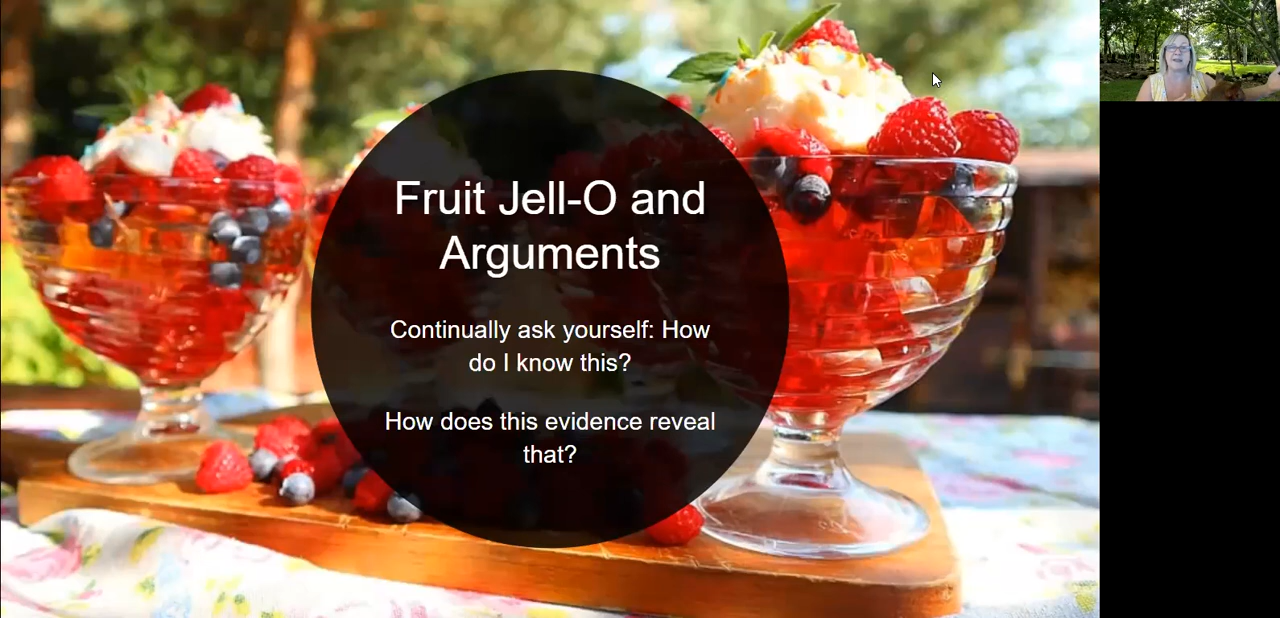 Fruit Jell-O and
Arguments
Continually ask yourself: How
do I know this?
How does this evidence reveal
that?